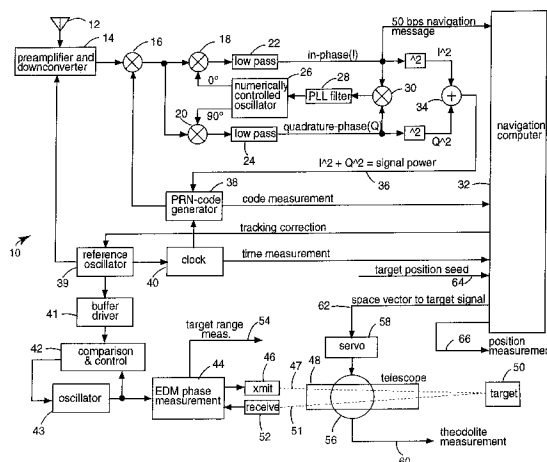 12
preamplifier and
downconverter
14
16
18
low pass
22
in-phase(I)
50 bps navigation
message
^2
I^2
0°
numerically
controlled
oscillator
26
PLL filter
28
30
34
90°
20
low pass
24
quadrature-phase(Q)
^2
Q^2
navigation
computer
32
I^2 + Q^2 = signal power
36
38
PRN-code
generator
code measurement
tracking correction
10
reference
oscillator
39
clock
40
time measurement
target position seed
64
41
buffer
driver
62
space vector to target signal
58
servo
66
position
measurement
target range
meas.
54
42
comparison
& control
44
EDM phase
measurement
46
xmit
47
48
telescope
50
target
oscillator
43
receive
52
51
56
theodolite
measurement
60